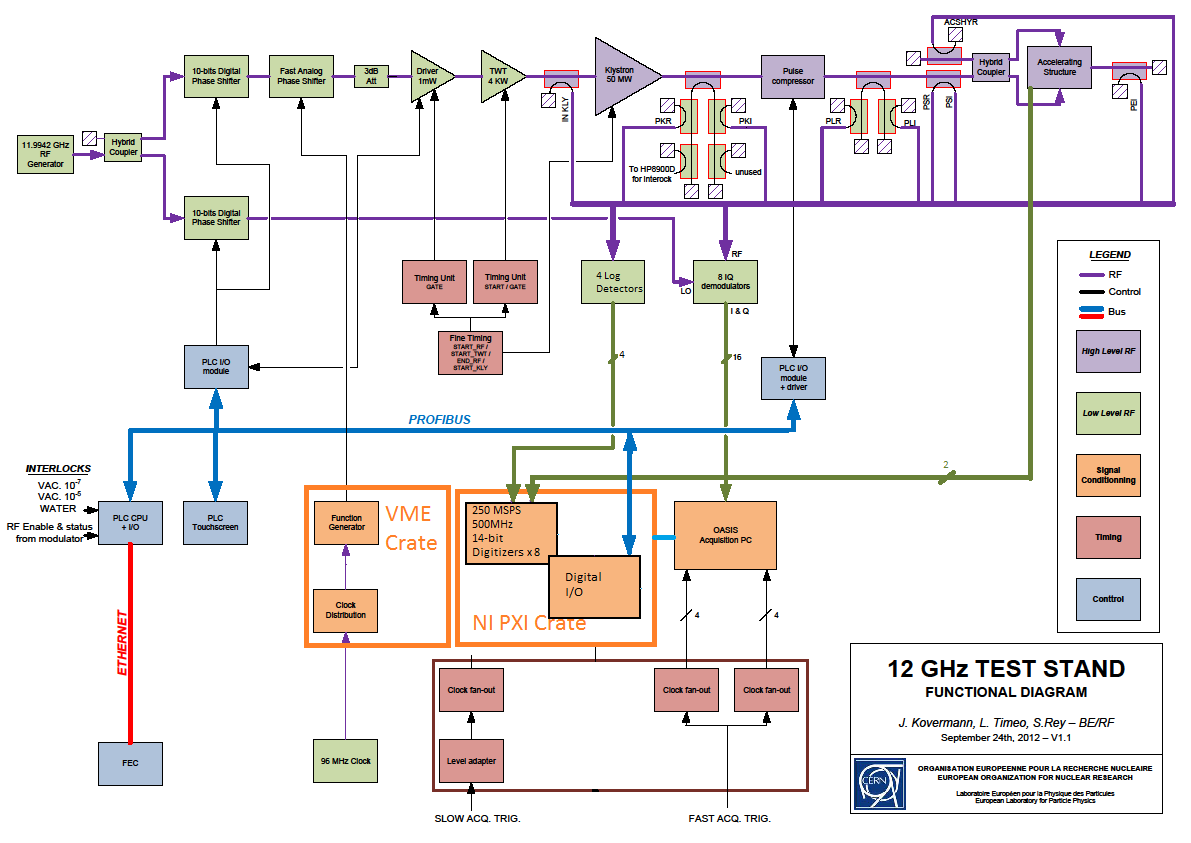 ACSHYR
10-bits Digital
Phase Shifter
Fast Analog
Phase Shifter
3dB
Att
Driver
1mW
TWT
4 KW
IN KLY
Klystron
50 MW
Pulse
compressor
Hybrid
Coupler
Accelerating
Structure
PKR
PKI
PLR
PLI
PSR
PSI
PEI
11.9942 GHz
RF
Generator
Hybrid
Coupler
To HP8900D
for Interock
unused
10-bits Digital
Phase Shifter
Timing Unit
GATE
Timing Unit
START / GATE
4 Log
Detectors
RF
LO
8 IQ
demodulators
I & Q
Fine Timing
START_RF /
START_TWT /
END_RF /
START_KLY
4
16
PLC I/O
module
PLC I/O
module
+ driver
LEGEND
RF
Control
Bus
High Level RF
Low Level RF
Signal
Conditionning
Timing
Conttrol
PROFIBUS
2
INTERLOCKS
VAC. 10-7
VAC. 10-5
WATER
RF Enable & status
from modulator
PLC CPU
+ I/O
PLC
Touchscreen
Function
Generator
VME
Crate
Clock
Distribution
250 MSPS
500MHz
14-bit
Digitizers x 8
Digital
I/O
NI PXI Crate
OASIS
Acquisition PC
4
4
ETHERNET
FEC
96 MHz Clock
Clock fan-out
Clock fan-out
Clock fan-out
Level adapter
SLOW ACQ. TRIG.
FAST ACQ. TRIG.
12 GHz TEST STAND
FUNCTIONAL DIAGRAM
J. Kovermann, L. Timeo, S.Rey – BE/RF
September 24th, 2012 – V1.1
CERN
ORGANISATION EUROPEENNE POUR LA RECHERCHE NUCLEAIRE
EUROPEAN ORGANIZATION FOR NUCLEAR RESEARCH
Laboratoire Européen pour la Physique des Particules
European Laboratory for Particle Physics